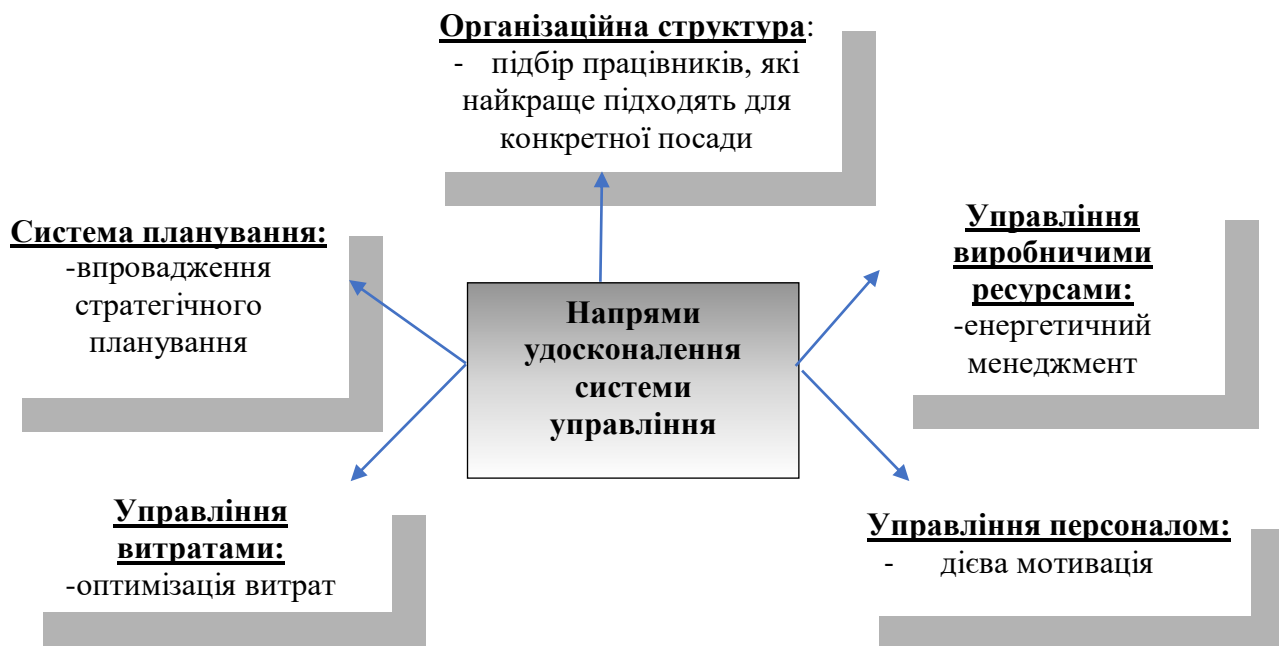 Організаційна структура:
- підбір працівників, які
найкраще підходять для
конкретної посади
Система планування:
-впровадження
стратегічного
планування
Напрями
удосконалення
системи
управління
Управління
виробничими
ресурсами:
-енергетичний
менеджмент
Управління
витратами:
-оптимізація витрат
Управління персоналом:
- дієва мотивація